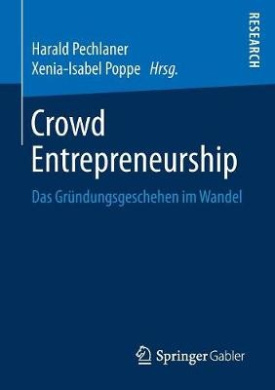 Harald Pechlaner
Xenia-Isabel Poppe Hrsg.
RESEARCH
Crowd
Entrepreneurship
Das Gründungsgeschehen im Wandel
Springer Gabler